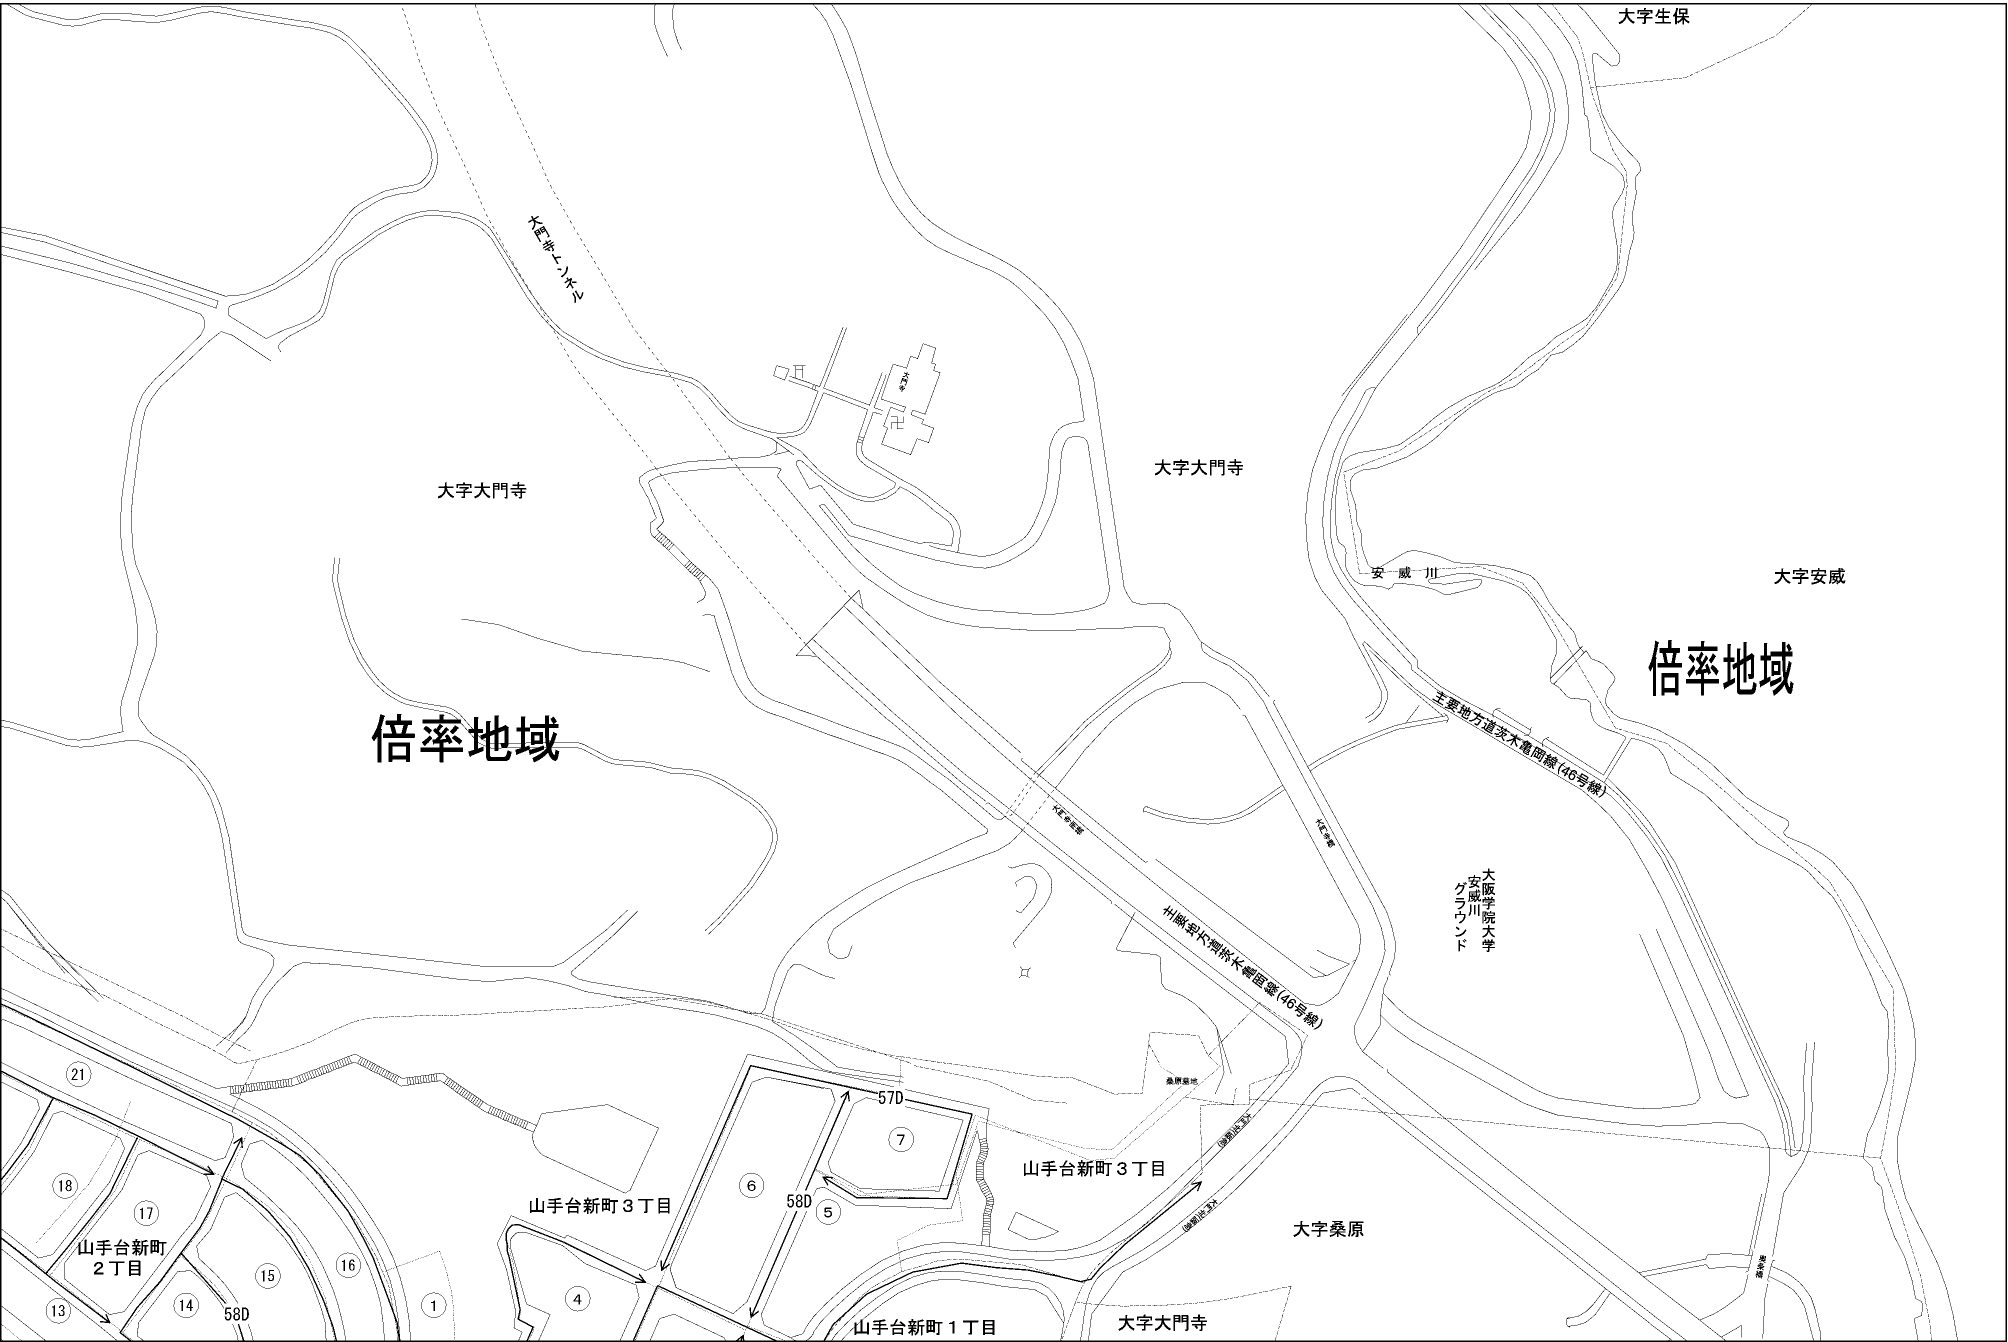 大字生保
大門寺トンネル
大門寺
大字大門寺
大字大門寺
安威川
大字安威
倍率地域
倍率地域
主要地方道茨木亀岡線(46号線)
大門寺橋
大阪学院大学
安威川
グラウンド
主要地方道茨木亀岡線(46号線)
桑原墓地
21
57D
7
18
6
58D
5
17
山手台新町3丁目
山手台新町3丁目
大字桑原
山手台新町
2丁目
16
15
14
13
58D
1
4
山手台新町1丁目
大字大門寺